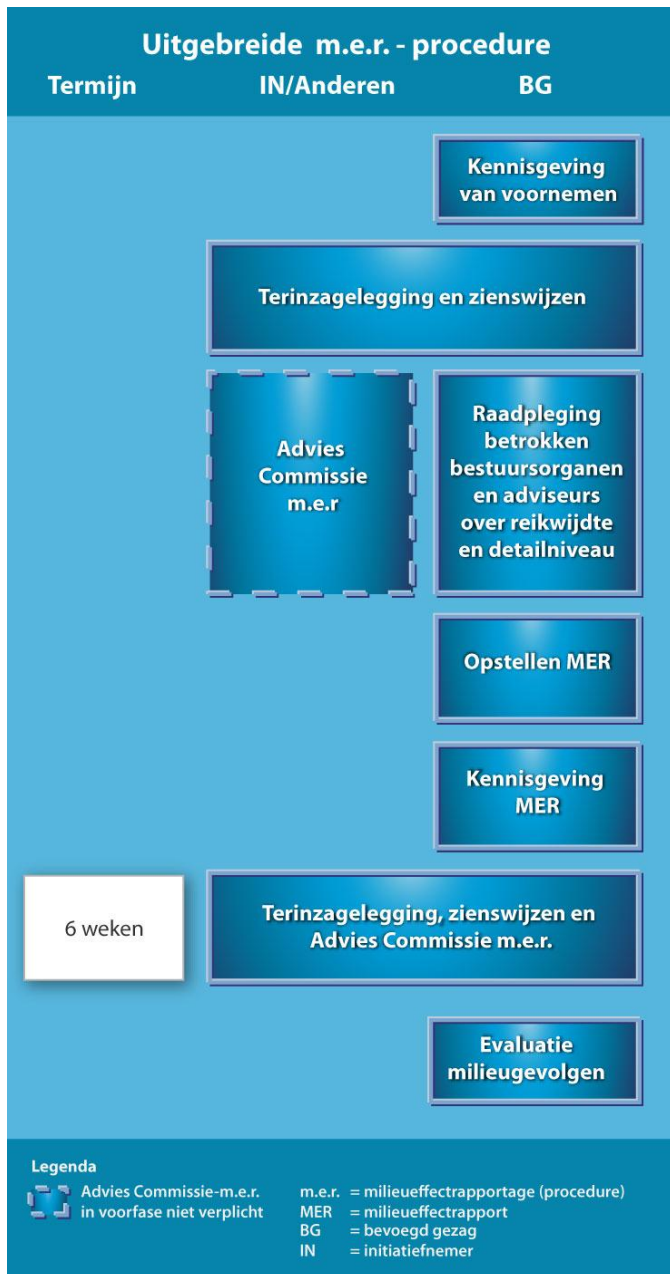 Uitgebreide m.e.r. - procedure
Termijn IN/Anderen BG
Kennisgeving
van voornemen
Terinzagelegging en zienswijzen
Advies
Commissie
m.e.r
Raadpleging
betrokken
bestuursorganen
en adviseurs
over reikwijdte
en detailniveau
Opstellen MER
Kennisgeving
MER
6 weken
Terinzagelegging, zienswijzen en
Advies Commissie m.e.r.
Evaluatie
milieugevolgen
Legenda
Advies Commissie-m.e.r.
in voorfase niet verplicht
m.e.r. = milieueffectrapportage (procedure)
MER = milieueffectrapport
BG = bevoegd gezag
IN = initiatiefnemer